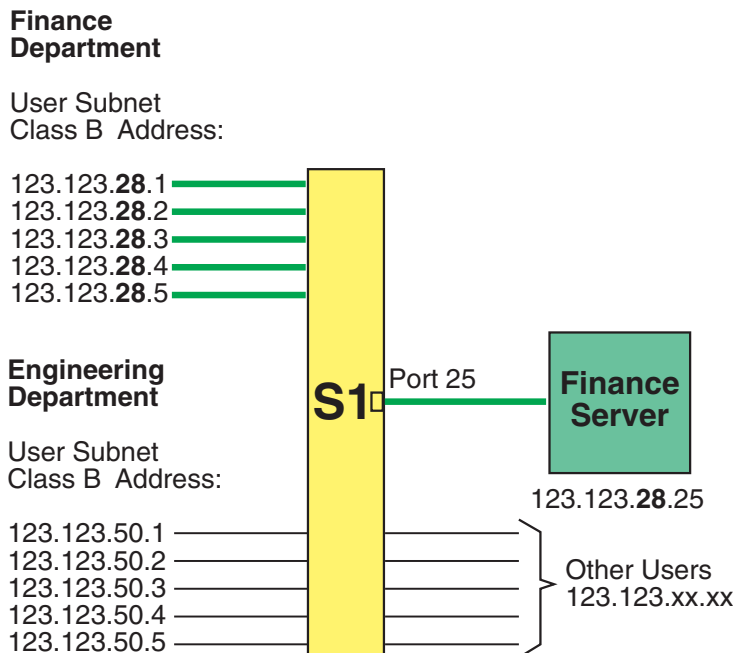 Finance
Department
User Subnet
Class B Address:
123.123.28.1
123.123.28.2
123.123.28.3
123.123.28.4
123.123.28.5
Engineering
Department
User Subnet
Class B Address:
123.123.50.1
123.123.50.2
123.123.50.3
123.123.50.4
123.123.50.5
S1
Port 25
Finance
Server
123.123.28.25
Other Users
123.123.xx.xx